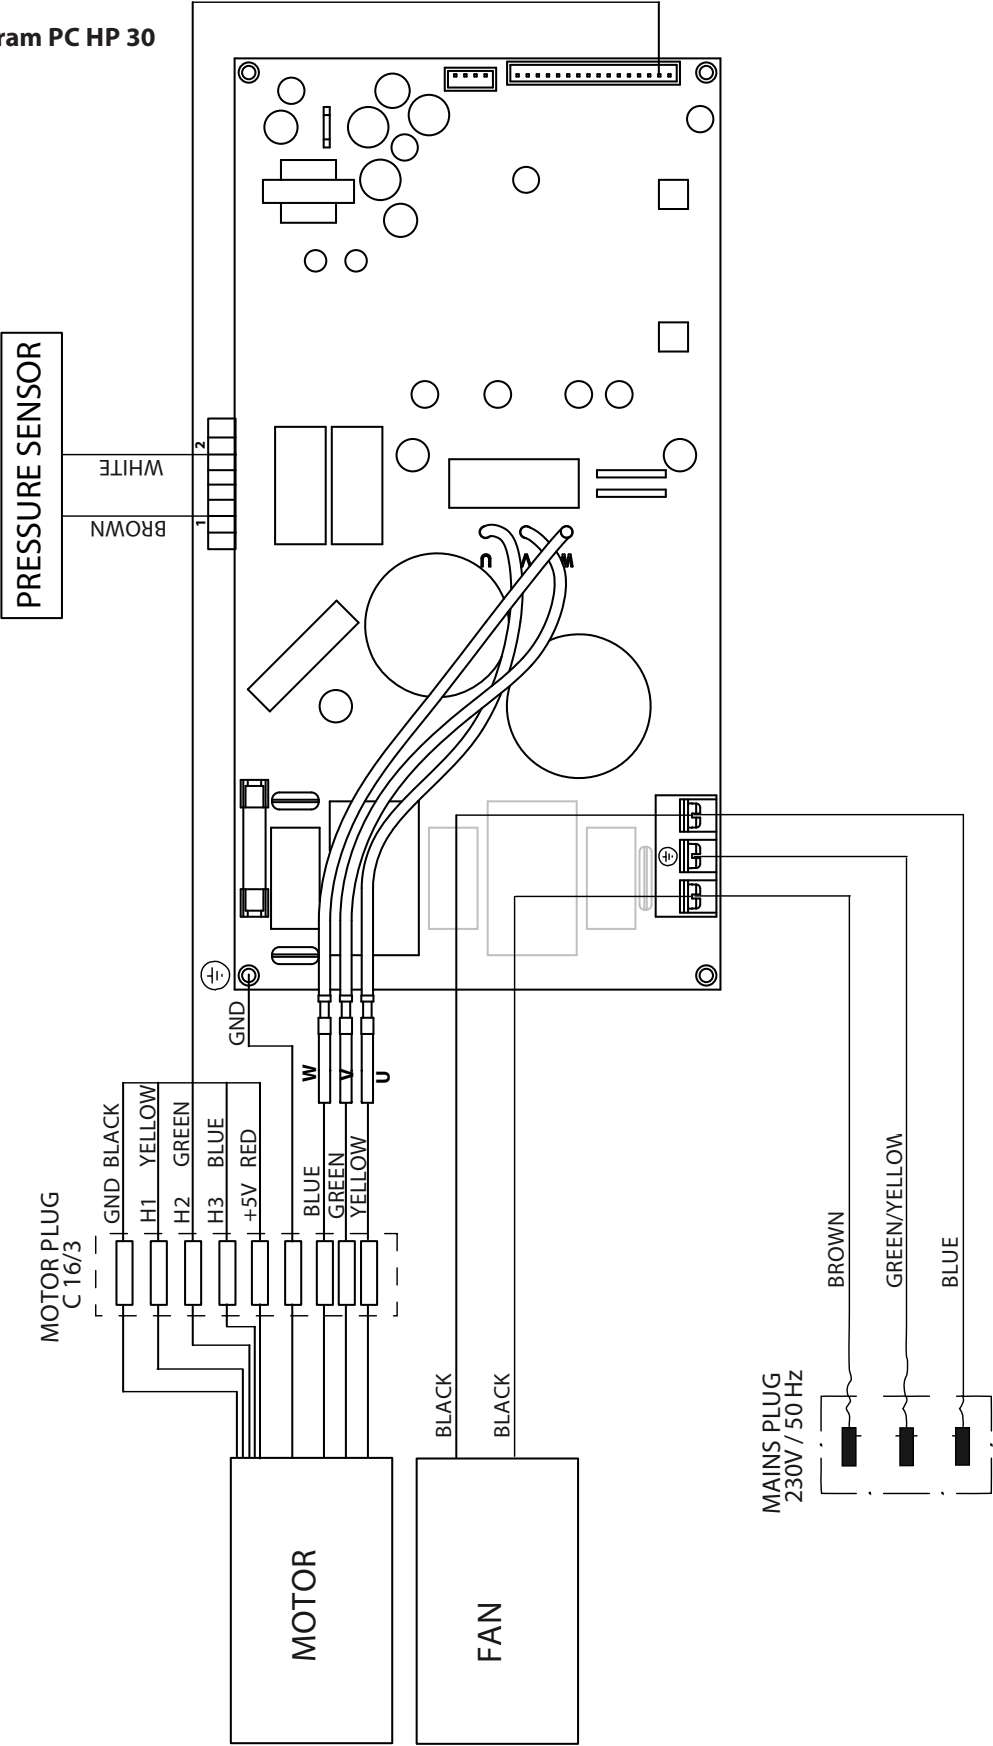 ram PC HP 30
PRESSURE SENSOR
WHITE
BROWN
2
1
U
V
W
GND
W
V
U
MOTOR PLUG
C 16/3
GND BLACK
H1 YELLOW
H2 GREEN
H3 BLUE
+5V RED
BLUE
GREEN
YELLOW
BLACK
BLACK
BROWN
GREEN/YELLOW
BLUE
MAINS PLUG
230V / 50 Hz
MOTOR
FAN